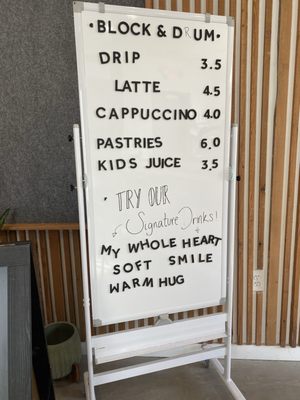 • BLOCK & DRUM •
DRIP 3.5
LATTE 4.5
CAPPUCCINO 4.0
PASTRIES 6.0
KIDS JUICE 3.5
• TRY OUR
Signature Drinks!
MY WHOLE HEART
SOFT SMILE
WARM HUG